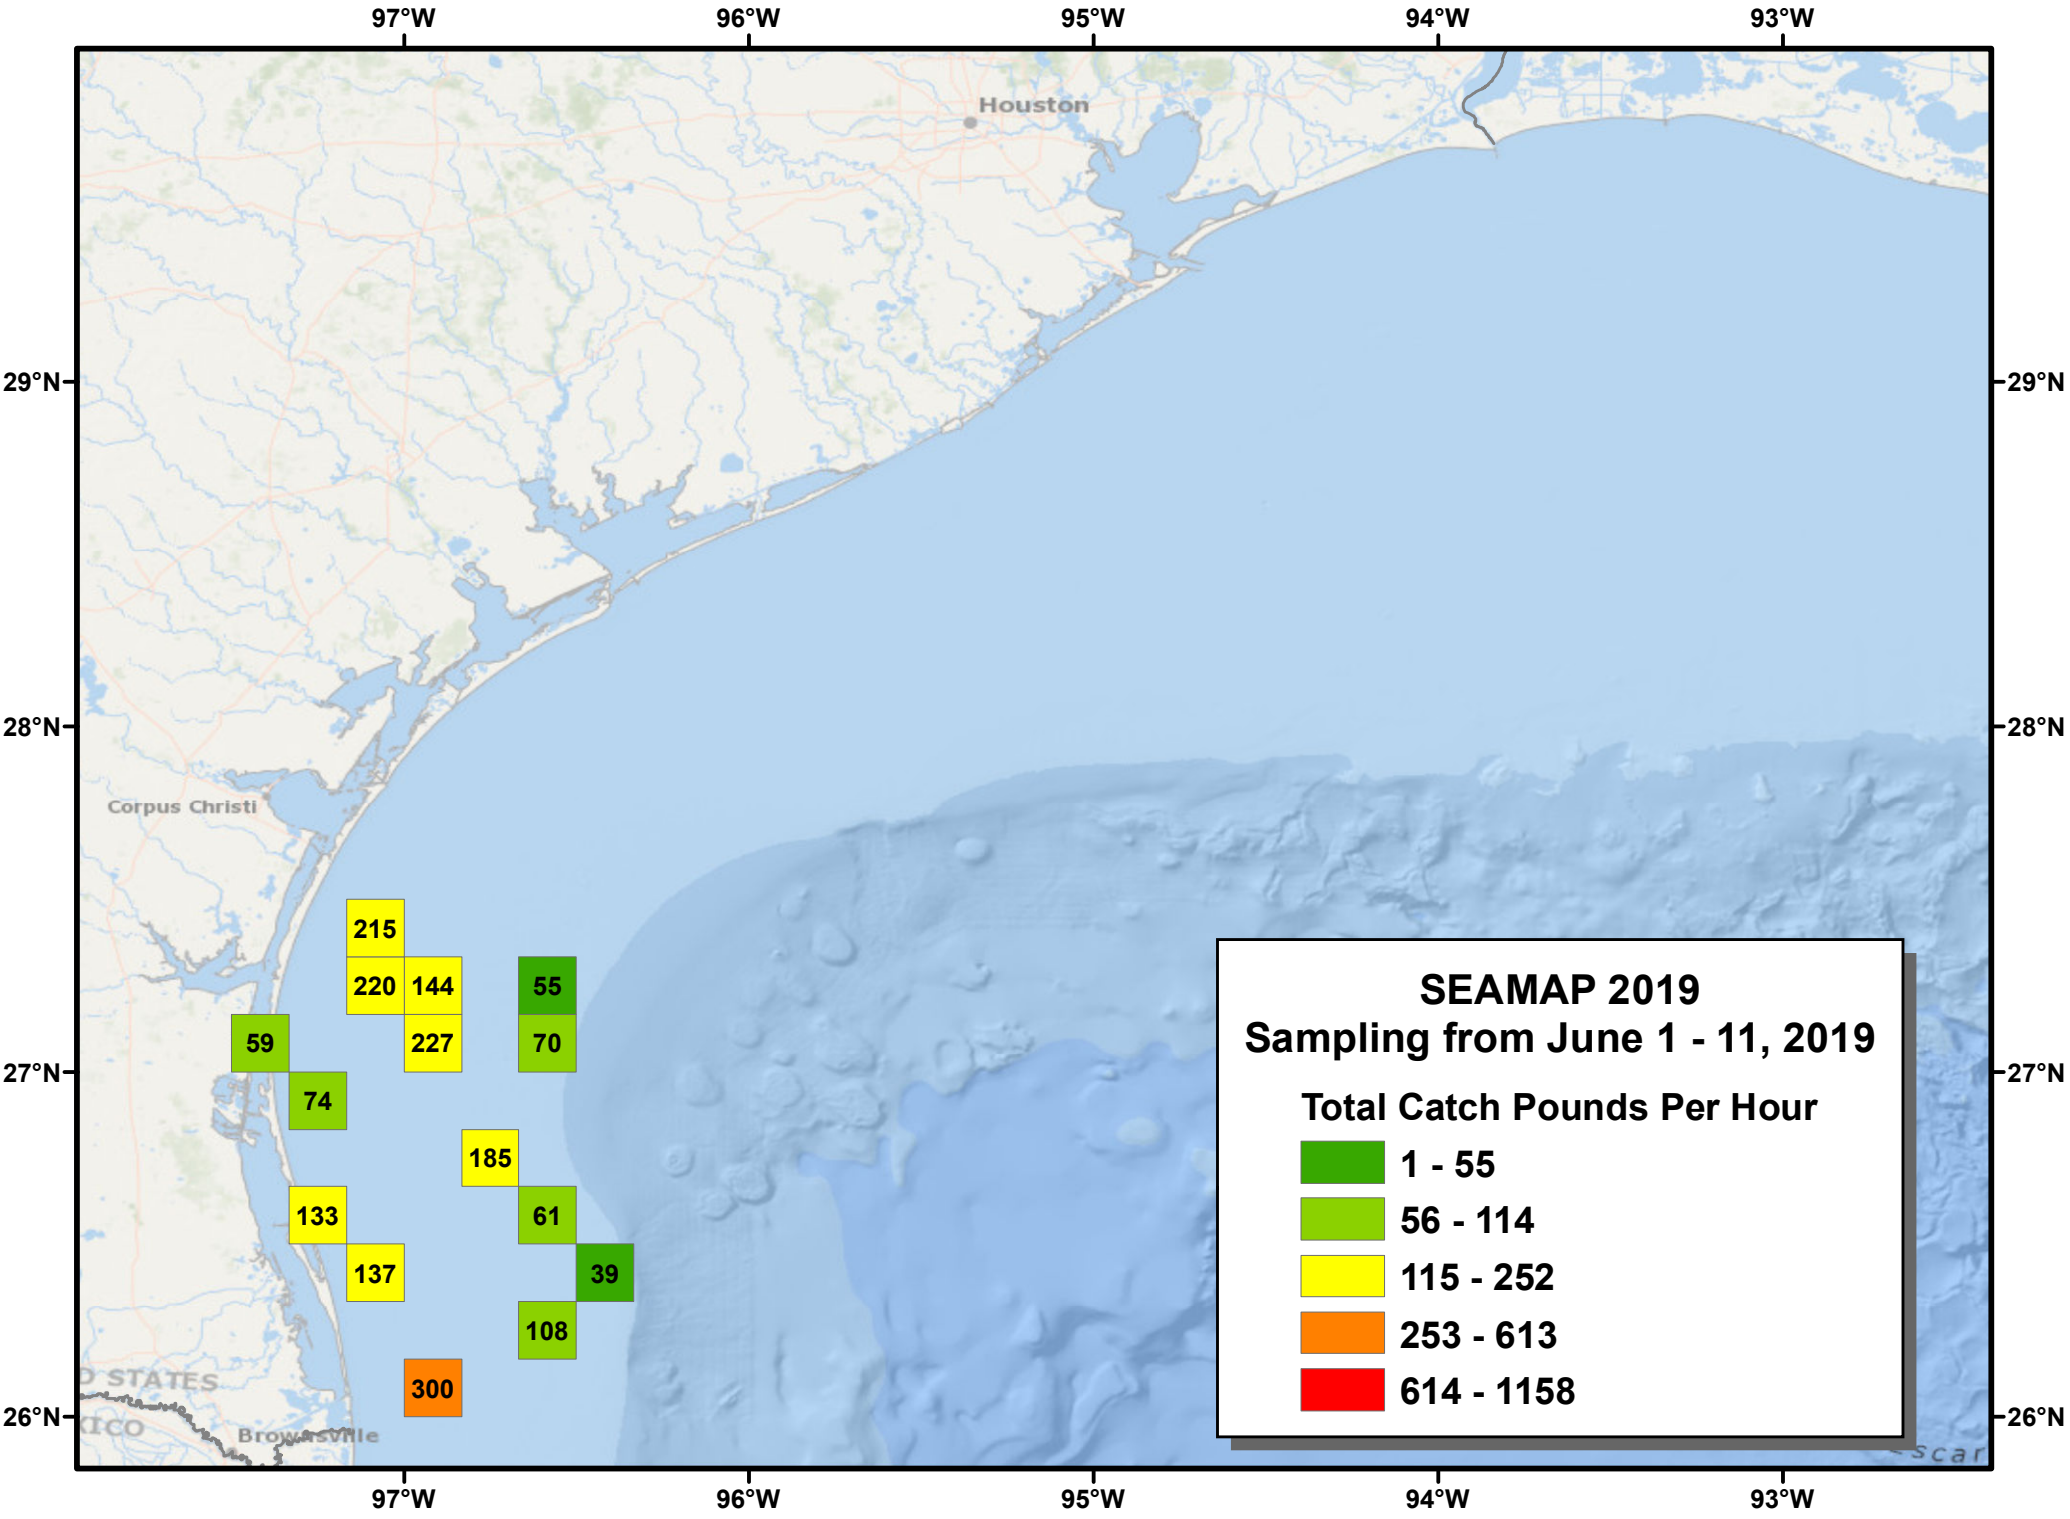 97°W 96°W 95°W 94°W 93°W
Houston
29°N 29°N
28°N 28°N
Corpus Christi
215
220 144 55
59 227 70
27°N 27°N
74
185
133 61
137 39
108
300
SEAMAP 2019
Sampling from June 1 - 11, 2019
Total Catch Pounds Per Hour
1 - 55
56 - 114
115 - 252
253 - 613
614 - 1158
D STATES
XICO
26°N 26°N
Brownsville
scar
97°W 96°W 95°W 94°W 93°W